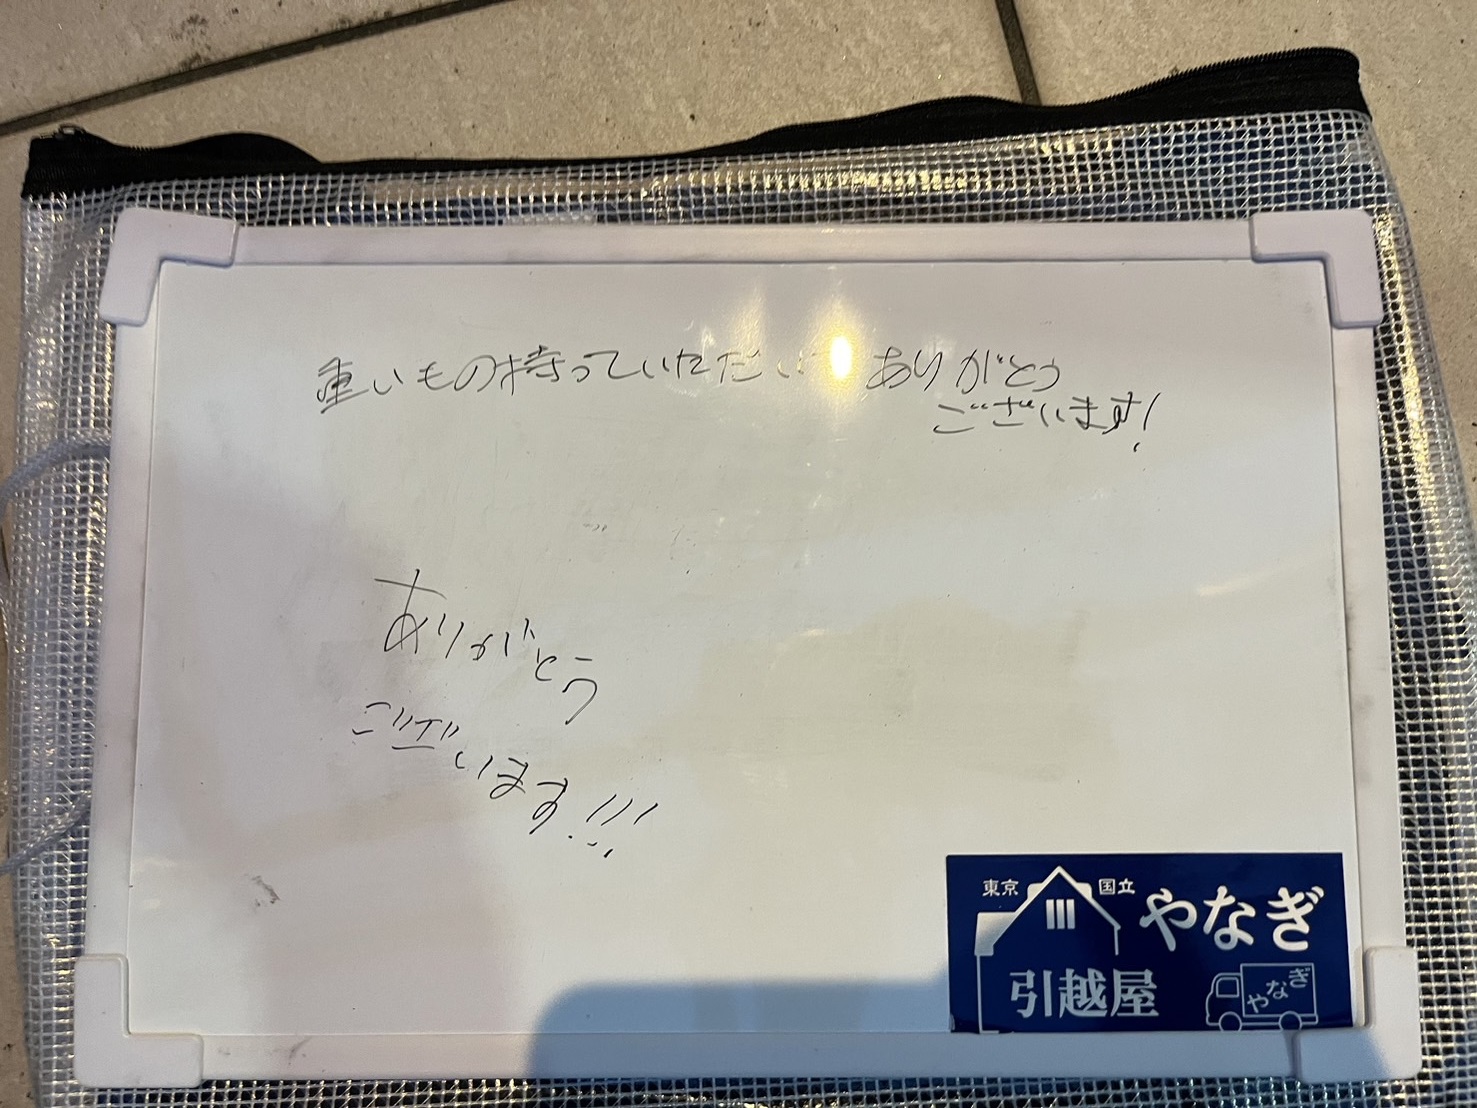 重いもの持っていただいて ありがとう
ございます!
ありがとう
ございます!!!
東京 国立 やなぎ
引越屋
やなぎ